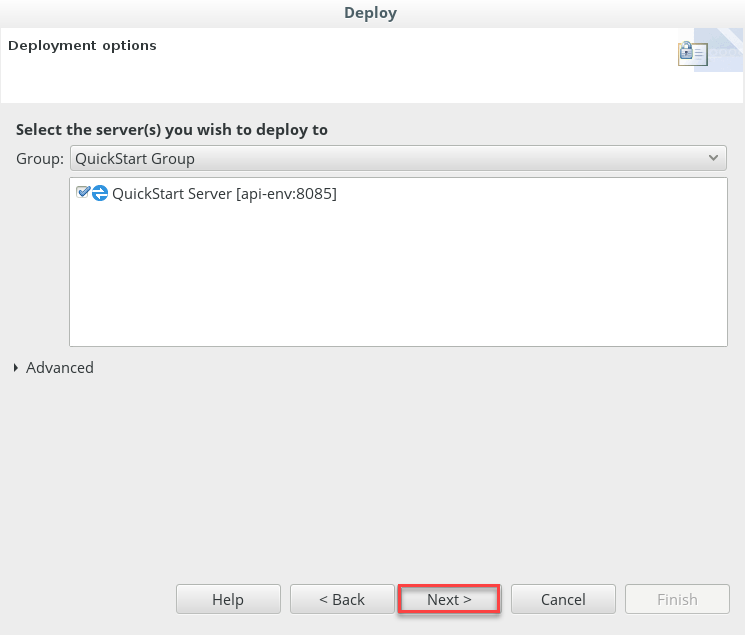 Deploy
Deployment options
Select the server(s) you wish to deploy to
Group: QuickStart Group
QuickStart Server [api-env:8085]
Advanced
Help < Back Next > Cancel Finish